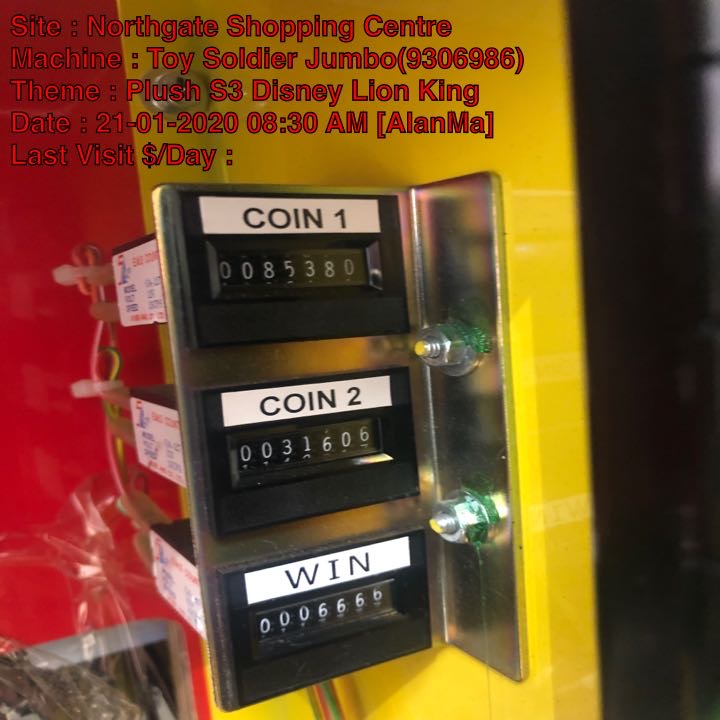 Site : Northgate Shopping Centre
Machine : Toy Soldier Jumbo(9306986)
Theme : Plush S3 Disney Lion King
Date : 21-01-2020 08:30 AM [AlanMa]
Last Visit $/Day :
COIN 1
0085380
COIN 2
0031606
WIN
0006666